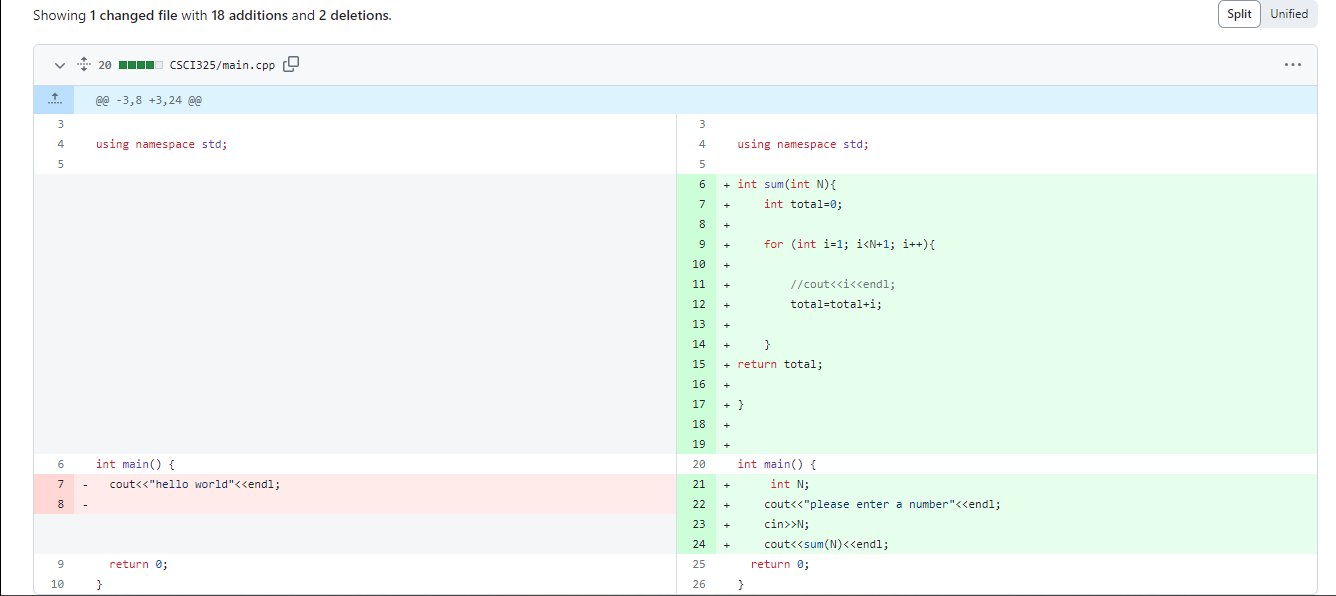 Showing 1 changed file with 18 additions and 2 deletions.
Split Unified
20 CSCI325/main.cpp
@@ -3,8 +3,24 @@
3 3
4 using namespace std; 4 using namespace std;
5 5
6 + int sum(int N){
7 + int total=0;
8 +
9 + for (int i=1; i<N+1; i++){
10 +
11 + //cout<<i<<endl;
12 + total=total+i;
13 +
14 + }
15 + return total;
16 +
17 + }
18 +
19 +
6 int main() { 20 int main() {
7 - cout<<"hello world"<<endl; 21 + int N;
8 - 22 + cout<<"please enter a number"<<endl;
23 + cin>>N;
24 + cout<<sum(N)<<endl;
9 return 0; 25 return 0;
10 } 26 }